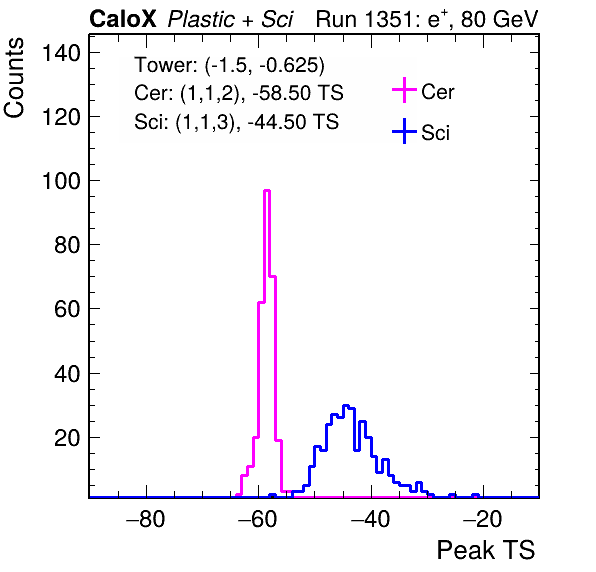 CaloX Plastic + Sci Run 1351: e⁺, 80 GeV
Counts
140
120
100
80
60
40
20
Tower: (-1.5, -0.625)
Cer: (1,1,2), -58.50 TS
Sci: (1,1,3), -44.50 TS
Cer
Sci
−80 −60 −40 −20
Peak TS